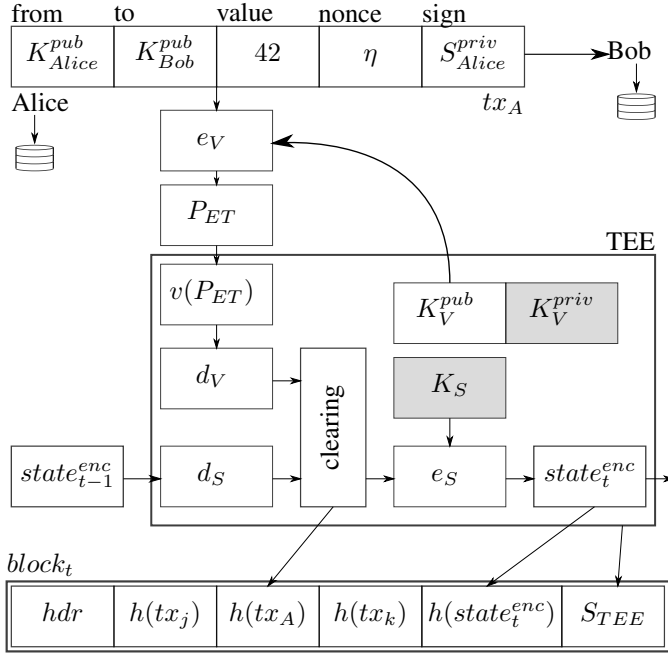 from to value nonce sign
K_{Alice}^{pub} K_{Bob}^{pub} 42 η S_{Alice}^{priv} Bob
Alice tx_A
e_V
P_{ET}
TEE
v(P_{ET}) K_V^{pub} K_V^{priv}
d_V K_S
clearing
state_{t−1}^{enc} d_S e_S state_t^{enc}
block_t
hdr h(tx_j) h(tx_A) h(tx_k) h(state_t^{enc}) S_{TEE}